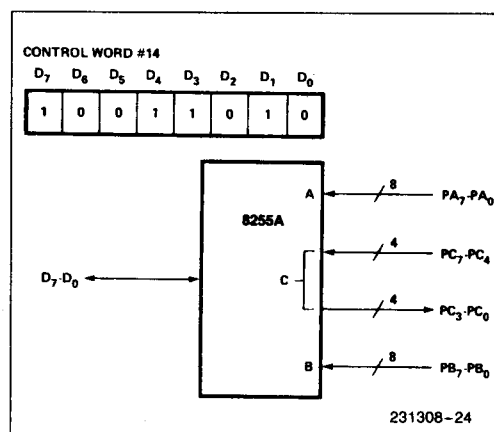 CONTROL WORD #14
D7 D6 D5 D4 D3 D2 D1 D0
1 0 0 1 1 0 1 0
8255A
A 8 PA7-PA0
4 PC7-PC4
D7-D0 C
4 PC3-PC0
B 8 PB7-PB0
231308-24